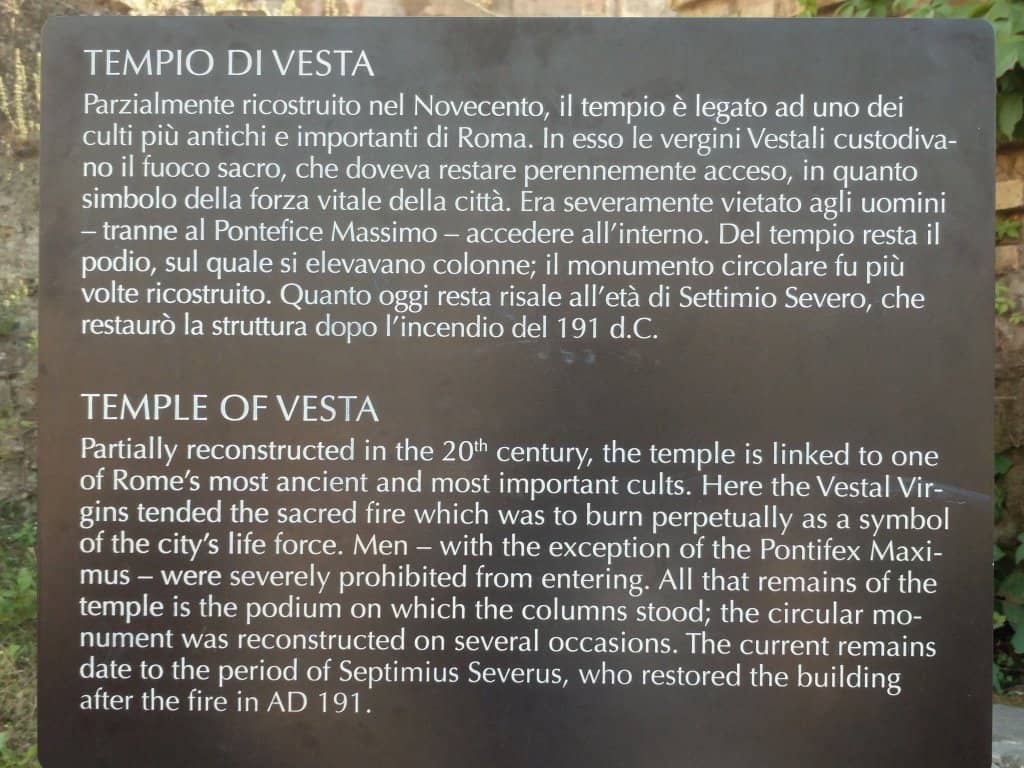 TEMPIO DI VESTA
Parzialmente ricostruito nel Novecento, il tempio è legato ad uno dei
culti più antichi e importanti di Roma. In esso le vergini Vestali custodiva-
no il fuoco sacro, che doveva restare perennemente acceso, in quanto
simbolo della forza vitale della città. Era severamente vietato agli uomini
– tranne al Pontefice Massimo – accedere all’interno. Del tempio resta il
podio, sul quale si elevavano colonne; il monumento circolare fu più
volte ricostruito. Quanto oggi resta risale all’età di Settimio Severo, che
restaurò la struttura dopo l’incendio del 191 d.C.
TEMPLE OF VESTA
Partially reconstructed in the 20th century, the temple is linked to one
of Rome’s most ancient and most important cults. Here the Vestal Vir-
gins tended the sacred fire which was to burn perpetually as a symbol
of the city’s life force. Men – with the exception of the Pontifex Maxi-
mus – were severely prohibited from entering. All that remains of the
temple is the podium on which the columns stood; the circular mo-
nument was reconstructed on several occasions. The current remains
date to the period of Septimius Severus, who restored the building
after the fire in AD 191.